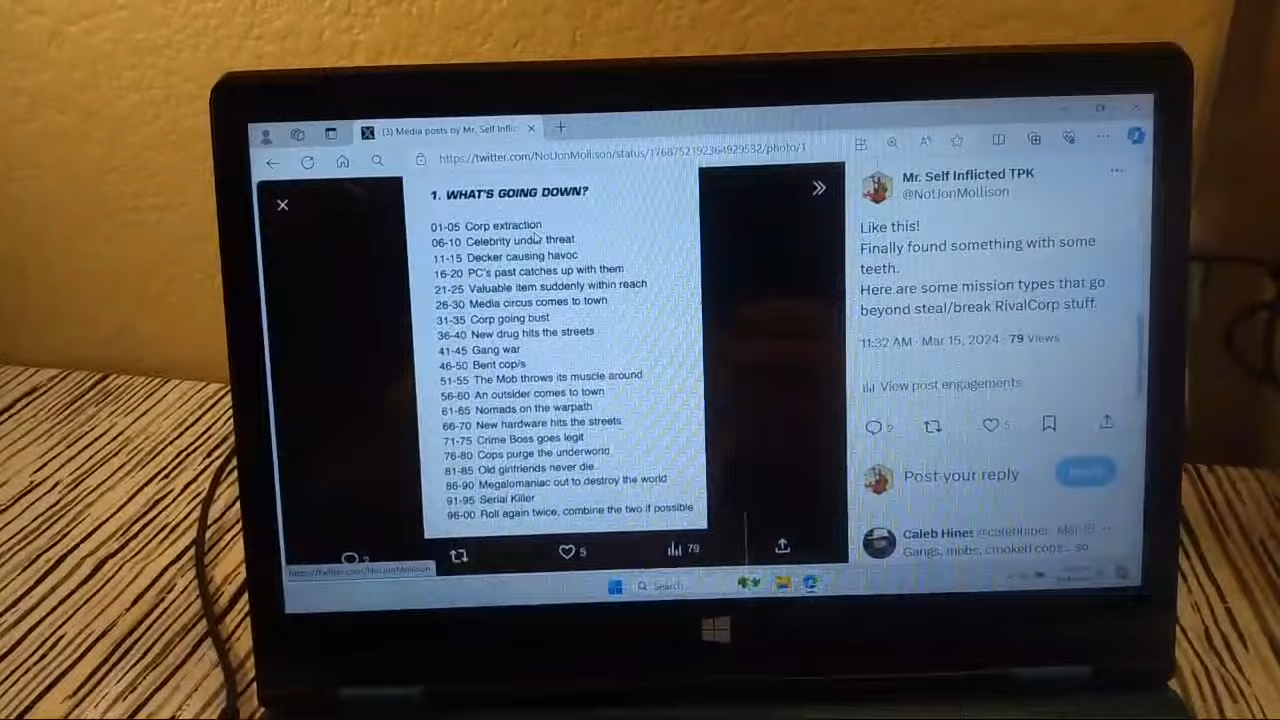 (3) Media posts by Mr. Self Inflic
https://twitter.com/NotJonMollison/status/1768752192364929532/photo/1
1. WHAT'S GOING DOWN?
01-05 Corp extraction
06-10 Celebrity under threat
11-15 Decker causing havoc
16-20 PC's past catches up with them
21-25 Valuable item suddenly within reach
26-30 Media circus comes to town
31-35 Corp going bust
36-40 New drug hits the streets
41-45 Gang war
46-50 Bent cop/s
51-55 The Mob throws its muscle around
56-60 An outsider comes to town
61-65 Nomads on the warpath
66-70 New hardware hits the streets
71-75 Crime Boss goes legit
76-80 Cops purge the underworld
81-85 Old girlfriends never die
86-90 Megalomaniac out to destroy the world
91-95 Serial Killer
96-00 Roll again twice, combine the two if possible
2
5
79
https://twitter.com/NotJonMollison
Mr. Self Inflicted TPK
@NotJonMollison
Like this!
Finally found something with some
teeth.
Here are some mission types that go
beyond steal/break RivalCorp stuff.
11:32 AM · Mar 15, 2024 · 79 Views
View post engagements
2
5
Post your reply
Reply
Caleb Hines @calebhines
Gangs, mobs, crooked cops... so
Search